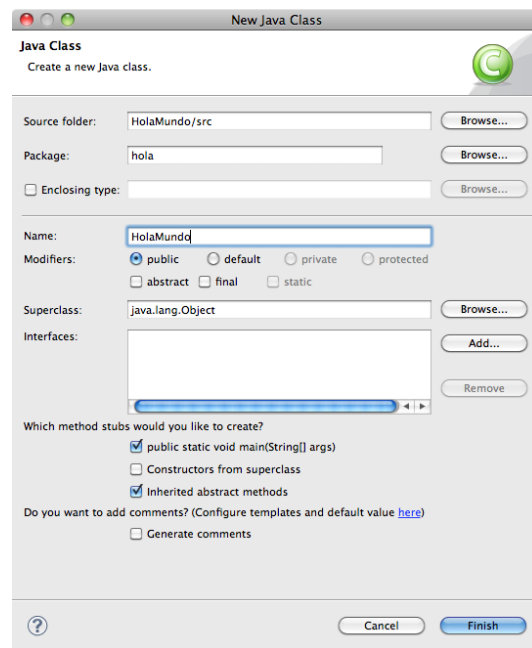 New Java Class
Java Class
Create a new Java class.
Source folder: HolaMundo/src Browse...
Package: hola Browse...
Enclosing type: Browse...
Name: HolaMundo
Modifiers: public default private protected
abstract final static
Superclass: java.lang.Object Browse...
Interfaces: Add...
Remove
Which method stubs would you like to create?
public static void main(String[] args)
Constructors from superclass
Inherited abstract methods
Do you want to add comments? (Configure templates and default value here)
Generate comments
? Cancel Finish